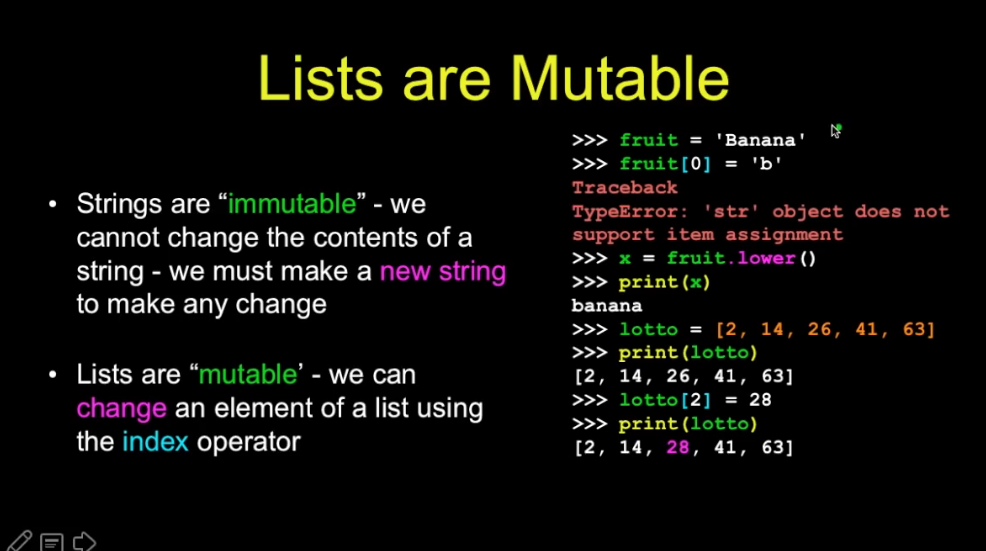 Lists are Mutable
• Strings are “immutable” - we
cannot change the contents of a
string - we must make a new string
to make any change
• Lists are “mutable‘ - we can
change an element of a list using
the index operator
>>> fruit = 'Banana'
>>> fruit[0] = 'b'
Traceback
TypeError: 'str' object does not
support item assignment
>>> x = fruit.lower()
>>> print(x)
banana
>>> lotto = [2, 14, 26, 41, 63]
>>> print(lotto)
[2, 14, 26, 41, 63]
>>> lotto[2] = 28
>>> print(lotto)
[2, 14, 28, 41, 63]